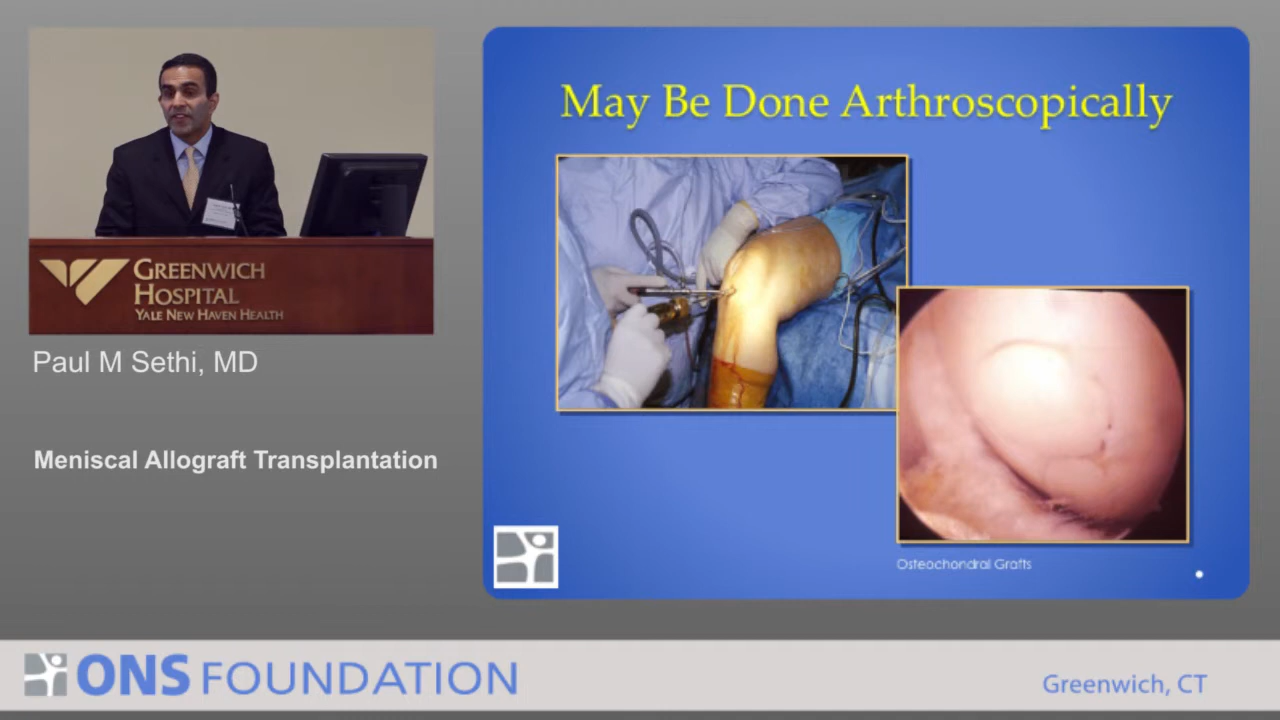 May Be Done Arthroscopically
GREENWICH
HOSPITAL
YALE NEW HAVEN HEALTH
Paul M Sethi, MD
Meniscal Allograft Transplantation
Osteochondral Grafts
ONS FOUNDATION
Greenwich, CT